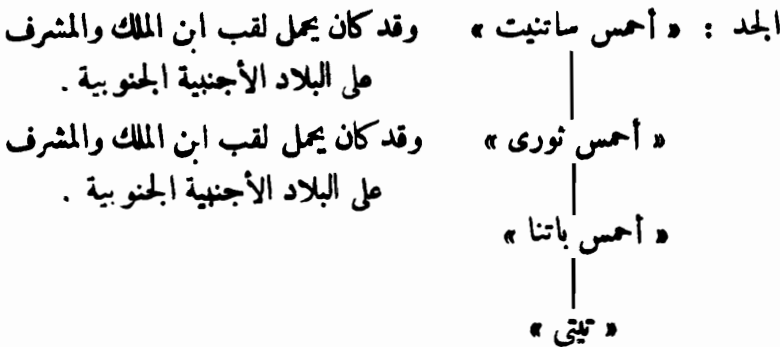 الجد : « أحمس ساتنيت » وقد كان يحمل لقب ابن الملك والمشرف
على البلاد الأجنبية الجنوبية .
« أحمس ثورى » وقد كان يحمل لقب ابن الملك والمشرف
على البلاد الأجنبية الجنوبية .
« أحمس باتنا »
« تيتى »